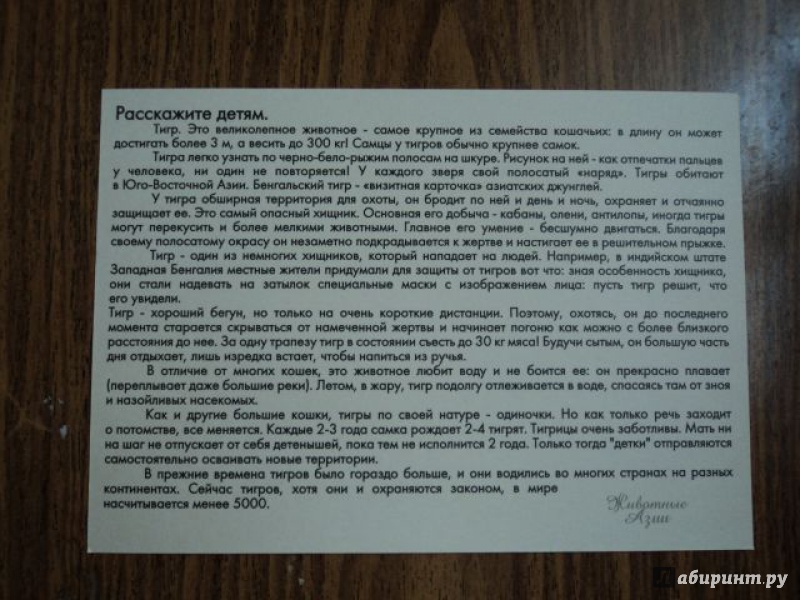 Расскажите детям.
Тигр. Это великолепное животное - самое крупное из семейства кошачьих: в длину он может
достигать более 3 м, а весить до 300 кг! Самцы у тигров обычно крупнее самок.
Тигра легко узнать по черно-бело-рыжим полосам на шкуре. Рисунок на ней - как отпечатки пальцев
у человека, ни один не повторяется! У каждого зверя свой полосатый «наряд». Тигры обитают
в Юго-Восточной Азии. Бенгальский тигр - «визитная карточка» азиатских джунглей.
У тигра обширная территория для охоты, он бродит по ней и день и ночь, охраняет и отчаянно
защищает ее. Это самый опасный хищник. Основная его добыча - кабаны, олени, антилопы, иногда тигры
могут перекусить и более мелкими животными. Главное его умение - бесшумно двигаться. Благодаря
своему полосатому окрасу он незаметно подкрадывается к жертве и настигает ее в решительном прыжке.
Тигр - один из немногих хищников, который нападает на людей. Например, в индийском штате
Западная Бенгалия местные жители придумали для защиты от тигров вот что: зная особенность хищника,
они стали надевать на затылок специальные маски с изображением лица: пусть тигр решит, что
его увидели.
Тигр - хороший бегун, но только на очень короткие дистанции. Поэтому, охотясь, он до последнего
момента старается скрываться от намеченной жертвы и начинает погоню как можно с более близкого
расстояния до нее. За одну трапезу тигр в состоянии съесть до 30 кг мяса! Будучи сытым, он большую часть
дня отдыхает, лишь изредка встает, чтобы напиться из ручья.
В отличие от многих кошек, это животное любит воду и не боится ее: он прекрасно плавает
(переплывает даже большие реки). Летом, в жару, тигр подолгу отлеживается в воде, спасаясь там от зноя
и назойливых насекомых.
Как и другие большие кошки, тигры по своей натуре - одиночки. Но как только речь заходит
о потомстве, все меняется. Каждые 2-3 года самка рождает 2-4 тигрят. Тигрицы очень заботливы. Мать ни
на шаг не отпускает от себя детенышей, пока тем не исполнится 2 года. Только тогда "детки" отправляются
самостоятельно осваивать новые территории.
В прежние времена тигров было гораздо больше, и они водились во многих странах на разных
континентах. Сейчас тигров, хотя они и охраняются законом, в мире
насчитывается менее 5000.
Животные
Азии
Лабиринт.ру